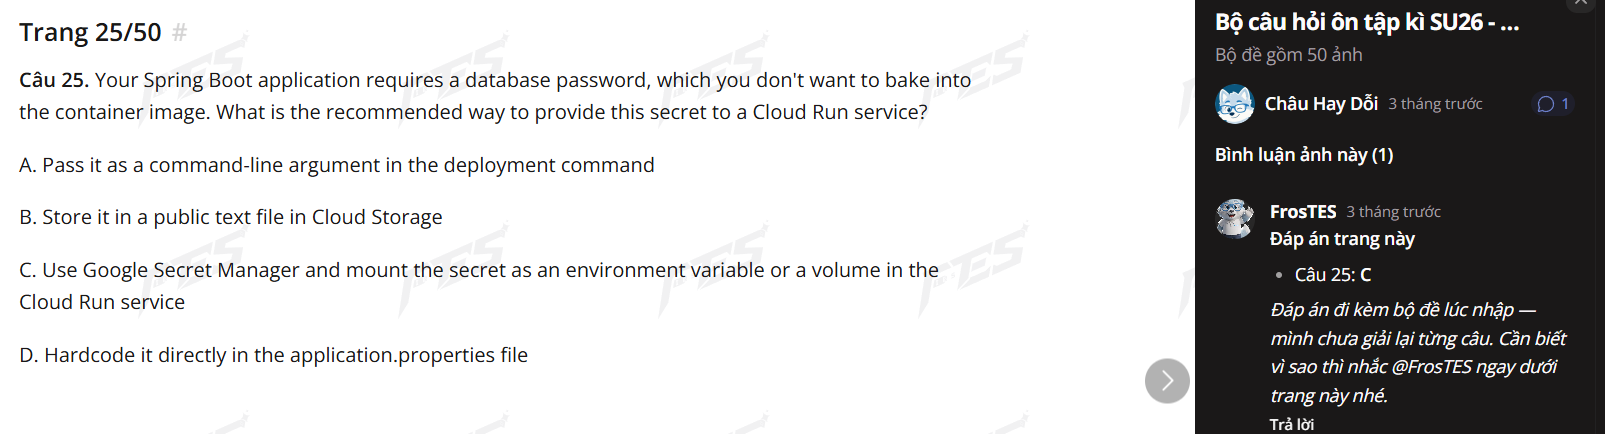 Trang 25/50 #
Câu 25. Your Spring Boot application requires a database password, which you don't want to bake into
the container image. What is the recommended way to provide this secret to a Cloud Run service?
A. Pass it as a command-line argument in the deployment command
B. Store it in a public text file in Cloud Storage
C. Use Google Secret Manager and mount the secret as an environment variable or a volume in the
Cloud Run service
D. Hardcode it directly in the application.properties file
Bộ câu hỏi ôn tập kì SU26 - ...
Bộ đề gồm 50 ảnh
Châu Hay Dỗi 3 tháng trước 1
Bình luận ảnh này (1)
FrosTES 3 tháng trước
Đáp án trang này
• Câu 25: C
Đáp án đi kèm bộ đề lúc nhập —
mình chưa giải lại từng câu. Cần biết
vì sao thì nhắc @FrosTES ngay dưới
trang này nhé.
Trả lời